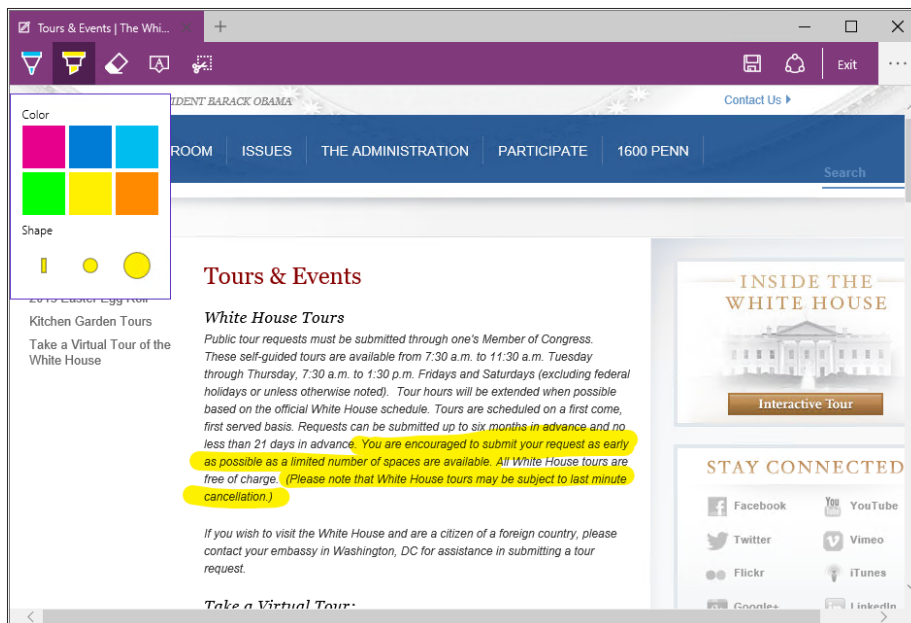 Tours & Events | The Whi...
Exit
IDENT BARACK OBAMA
Contact Us
Color
ROOM
ISSUES
THE ADMINISTRATION
PARTICIPATE
1600 PENN
Search
Shape
2015 Easter Egg Roll
Kitchen Garden Tours
Take a Virtual Tour of the
White House
Tours & Events
White House Tours
Public tour requests must be submitted through one's Member of Congress.
These self-guided tours are available from 7:30 a.m. to 11:30 a.m. Tuesday
through Thursday, 7:30 a.m. to 1:30 p.m. Fridays and Saturdays (excluding federal
holidays or unless otherwise noted).  Tour hours will be extended when possible
based on the official White House schedule. Tours are scheduled on a first come,
first served basis. Requests can be submitted up to six months in advance and no
less than 21 days in advance. You are encouraged to submit your request as early
as possible as a limited number of spaces are available. All White House tours are
free of charge. (Please note that White House tours may be subject to last minute
cancellation.)
If you wish to visit the White House and are a citizen of a foreign country, please
contact your embassy in Washington, DC for assistance in submitting a tour
request.
Take a Virtual Tour:
INSIDE THE
WHITE HOUSE
Interactive Tour
STAY CONNECTED
Facebook
YouTube
Twitter
Vimeo
Flickr
iTunes
Google+
LinkedIn